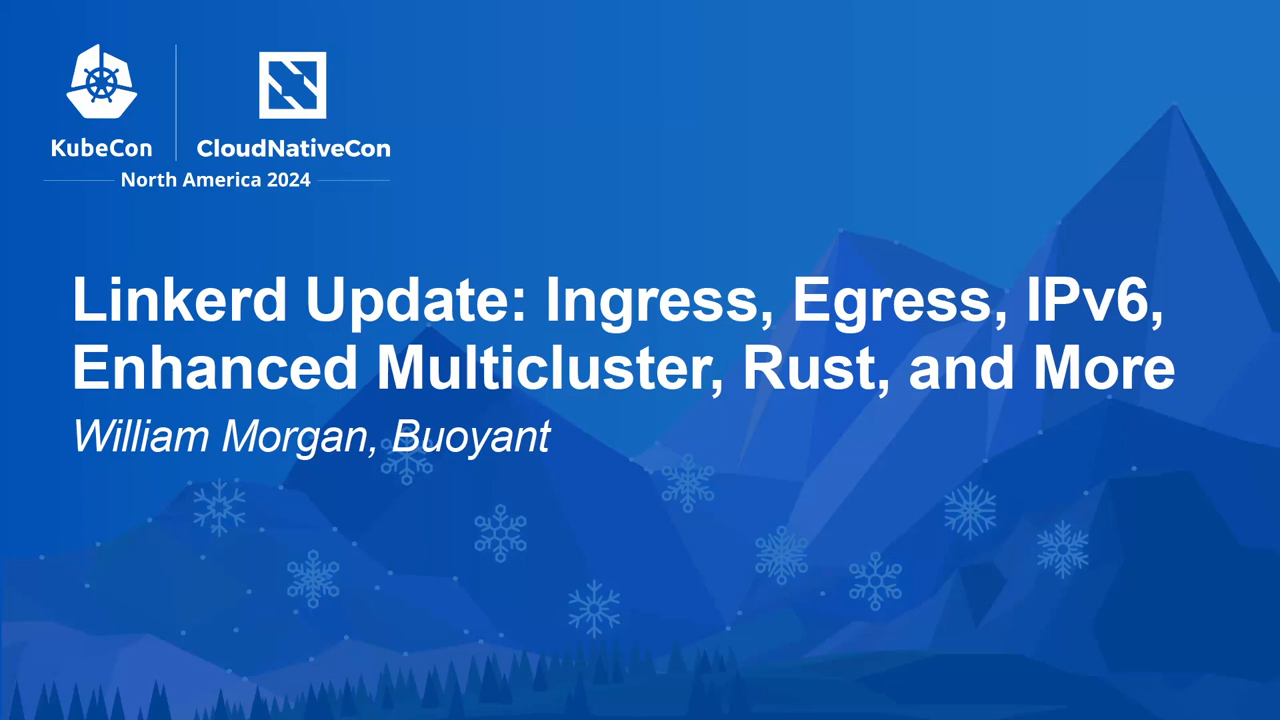 KubeCon
CloudNativeCon
North America 2024
Linkerd Update: Ingress, Egress, IPv6,
Enhanced Multicluster, Rust, and More
William Morgan, Buoyant